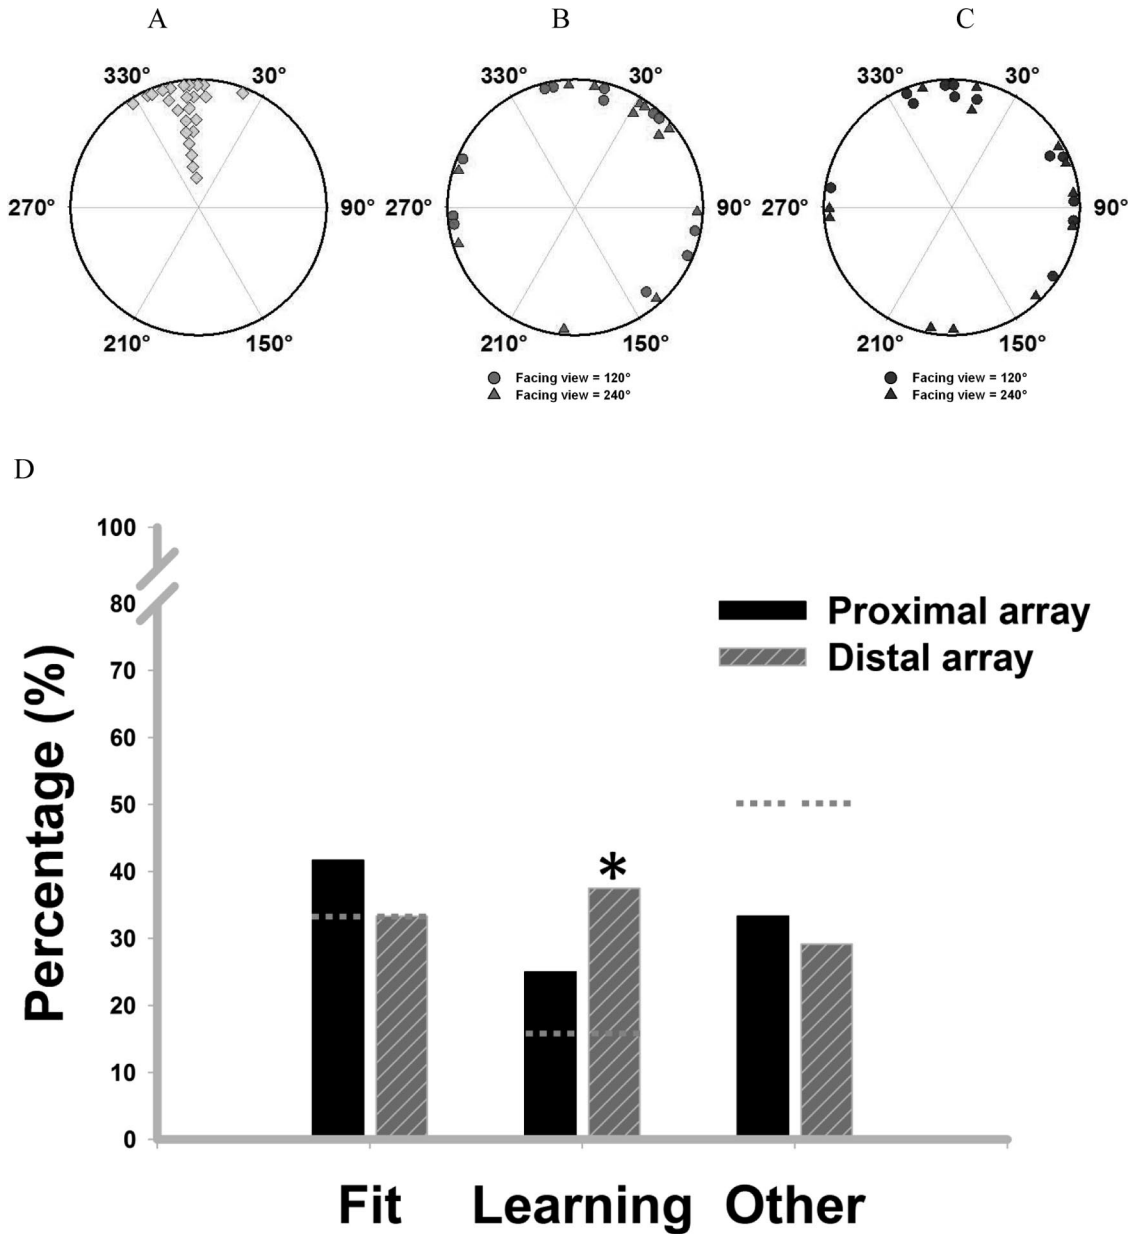 A
B
C
330° 30°
270° 90°
210° 150°
330° 30°
270° 90°
210° 150°
Facing view = 120°
Facing view = 240°
330° 30°
270° 90°
210° 150°
Facing view = 120°
Facing view = 240°
D
Percentage (%)
100
80
70
60
50
40
30
20
10
0
Proximal array
Distal array
*
Fit Learning Other